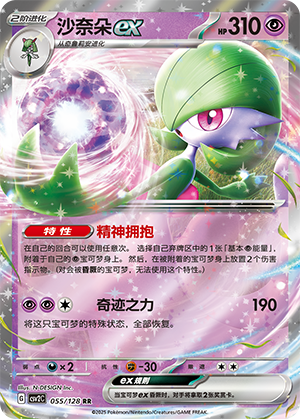 2阶进化
沙奈朵ex
HP310
从奇鲁莉安进化
特性 精神拥抱
在自己的回合可以使用任意次。选择自己弃牌区中的1张「基本 能量」,
附着于自己的 宝可梦身上。然后,在被附着的宝可梦身上放置2个伤害
指示物。(对会被昏厥的宝可梦,无法使用这个特性。)
奇迹之力 190
将这只宝可梦的特殊状态,全部恢复。
弱点 ×2 抗性 -30 撤退
Illus. N-DESIGN Inc.
ex规则
当宝可梦ex昏厥时,对手将拿取2张奖赏卡。
G CSV2C 055/128 RR
©2025 Pokémon/Nintendo/Creatures/GAME FREAK.